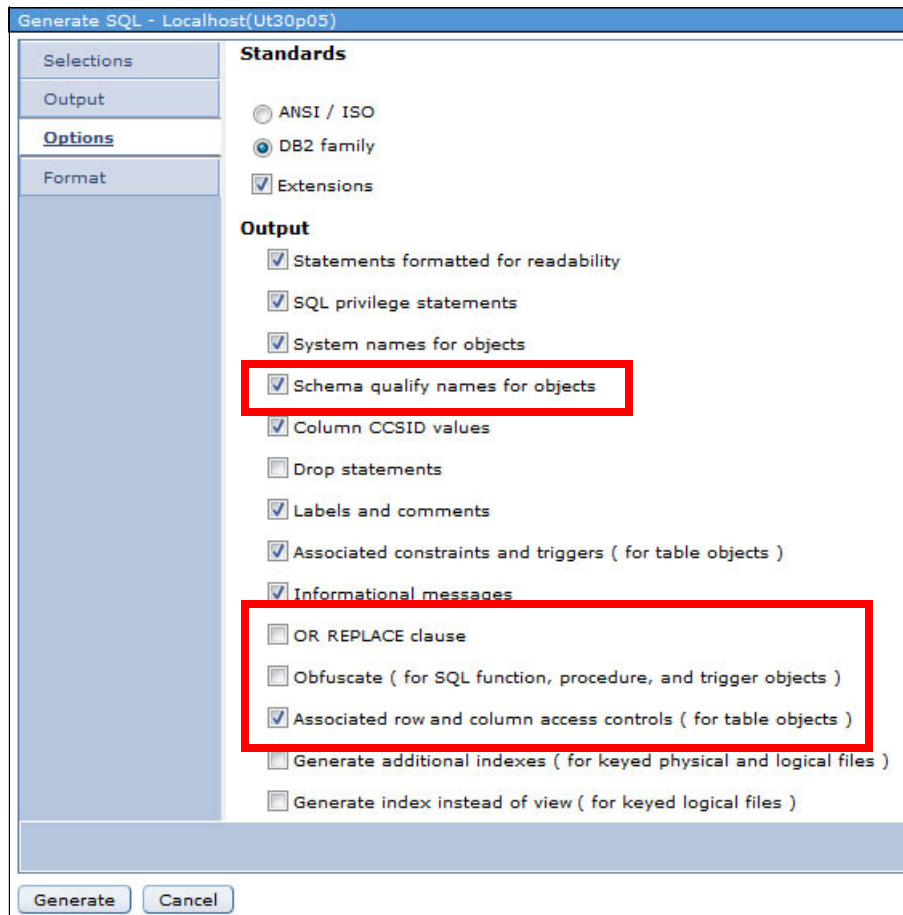 Generate SQL - Localhost(Ut30p05)
Selections
Output
Options
Format
Standards
ANSI / ISO
DB2 family
Extensions
Output
Statements formatted for readability
SQL privilege statements
System names for objects
Schema qualify names for objects
Column CCSID values
Drop statements
Labels and comments
Associated constraints and triggers ( for table objects )
Informational messages
OR REPLACE clause
Obfuscate ( for SQL function, procedure, and trigger objects )
Associated row and column access controls ( for table objects )
Generate additional indexes ( for keyed physical and logical files )
Generate index instead of view ( for keyed logical files )
Generate
Cancel